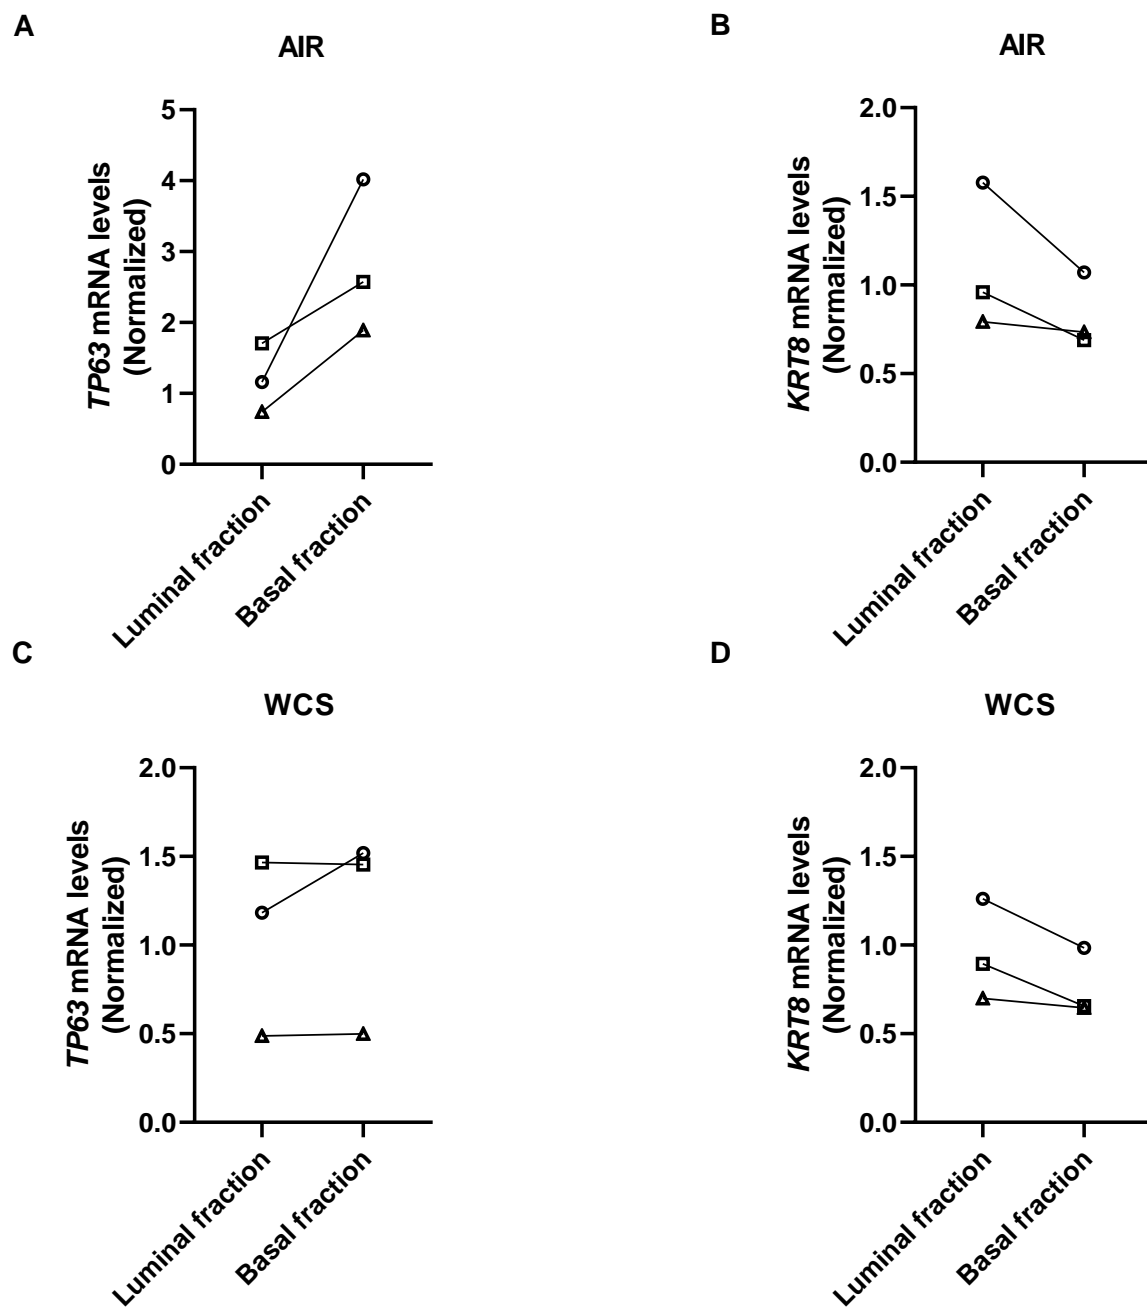 A
AIR
TP63 mRNA levels
(Normalized)
5
4
3
2
1
0
Luminal fraction
Basal fraction
B
AIR
KRT8 mRNA levels
(Normalized)
2.0
1.5
1.0
0.5
0.0
Luminal fraction
Basal fraction
C
WCS
TP63 mRNA levels
(Normalized)
2.0
1.5
1.0
0.5
0.0
Luminal fraction
Basal fraction
D
WCS
KRT8 mRNA levels
(Normalized)
2.0
1.5
1.0
0.5
0.0
Luminal fraction
Basal fraction